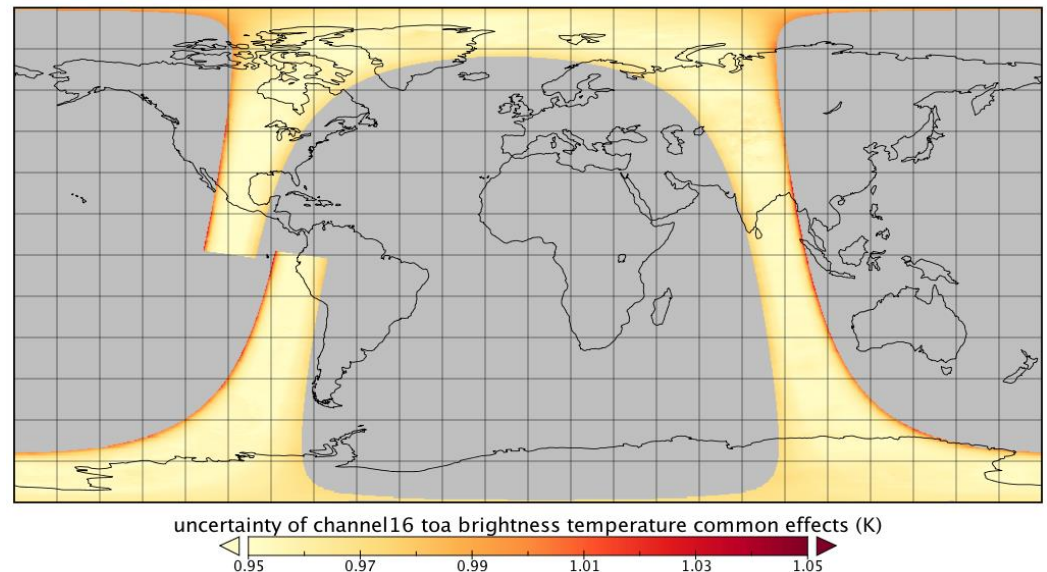 uncertainty of channel16 toa brightness temperature common effects (K)
0.95 0.97 0.99 1.01 1.03 1.05